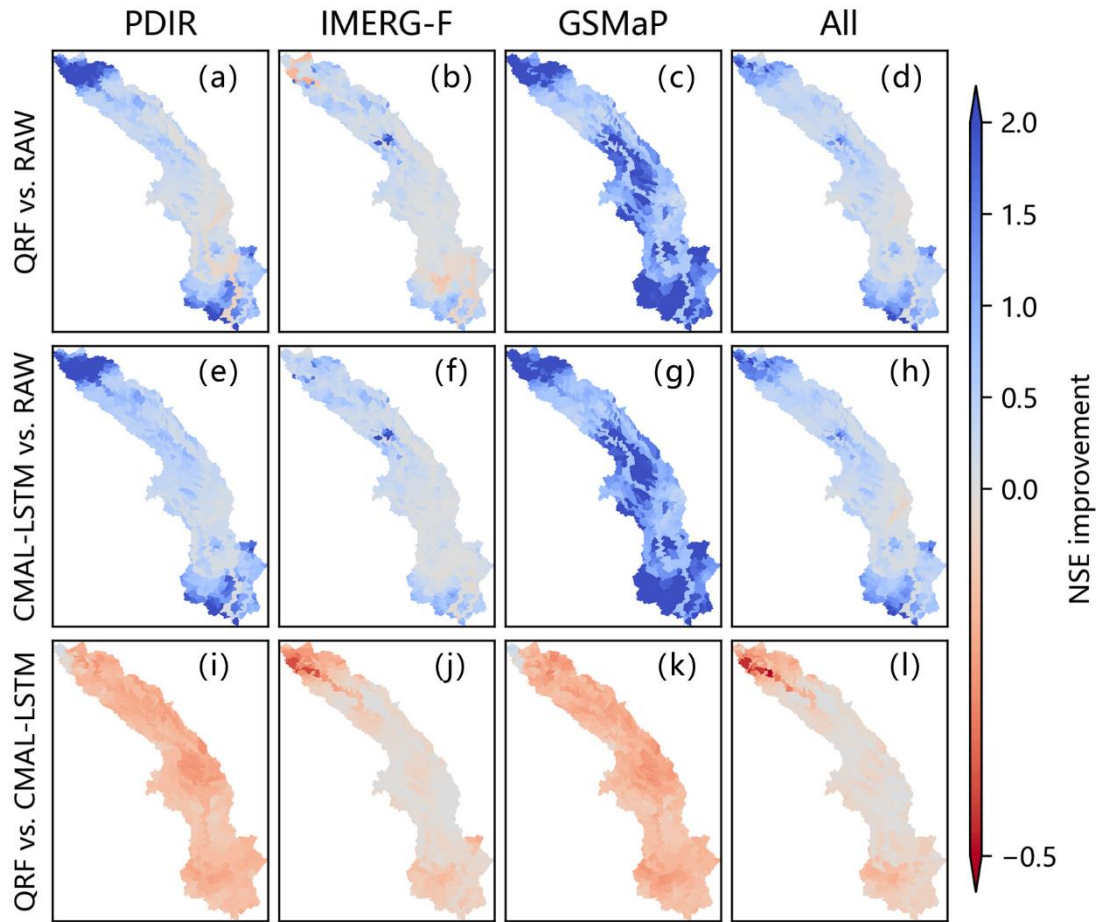 PDIR IMERG-F GSMaP All
QRF vs. RAW
(a) (b) (c) (d)
CMAL-LSTM vs. RAW
(e) (f) (g) (h)
QRF vs. CMAL-LSTM
(i) (j) (k) (l)
2.0
1.5
1.0
0.5
0.0
−0.5
NSE improvement